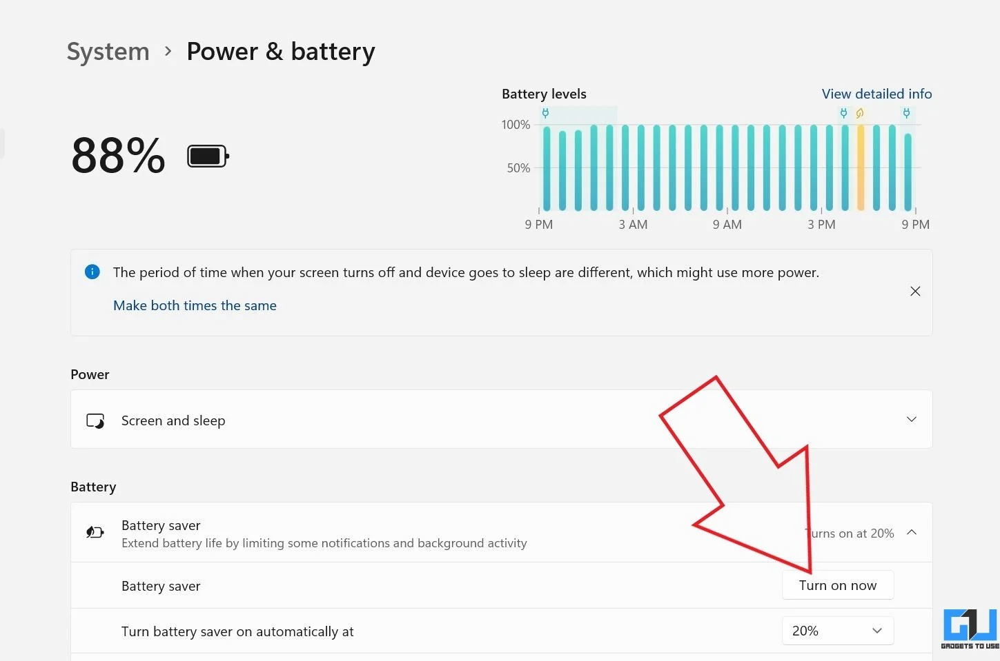 System > Power & battery
Battery levels
View detailed info
100%
88%
50%
9 PM 3 AM 9 AM 3 PM 9 PM
The period of time when your screen turns off and device goes to sleep are different, which might use more power.
Make both times the same
Power
Screen and sleep
Battery
Battery saver
Turns on at 20%
Extend battery life by limiting some notifications and background activity
Battery saver
Turn on now
Turn battery saver on automatically at
20%
GADGETS TO USE